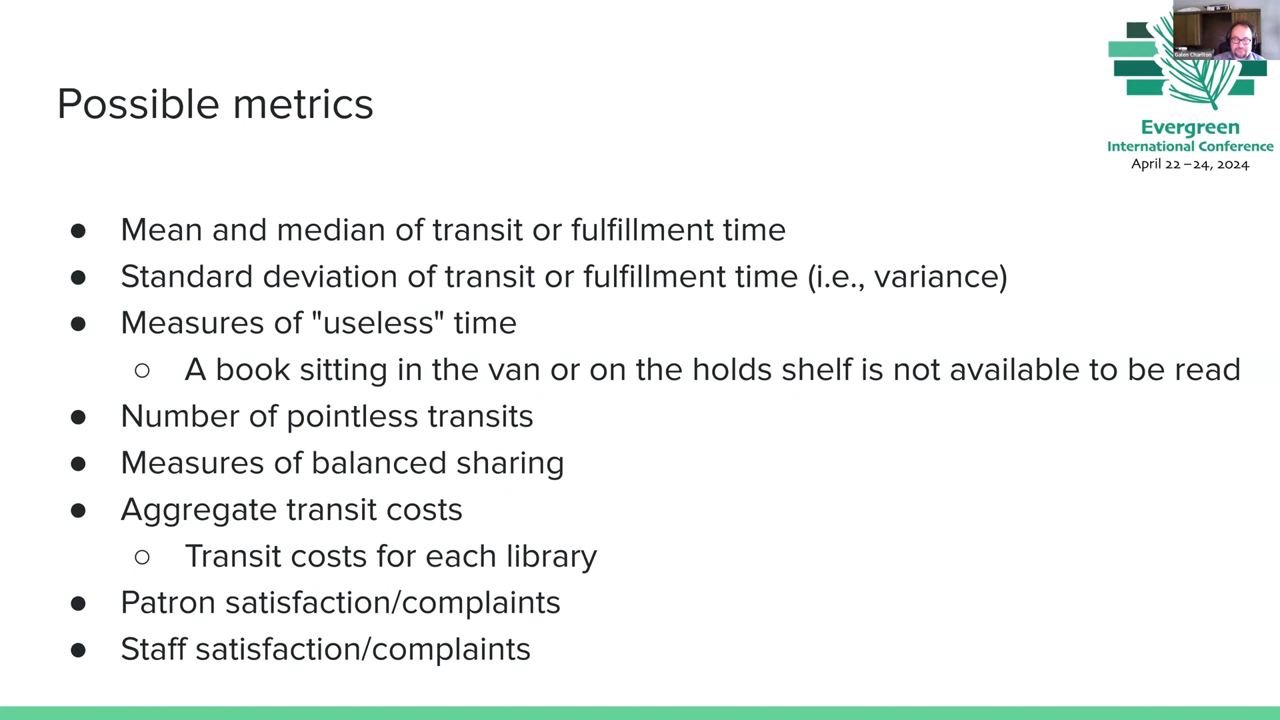 Possible metrics
Galen Charlton
Evergreen
International Conference
April 22 – 24, 2024
● Mean and median of transit or fulfillment time
● Standard deviation of transit or fulfillment time (i.e., variance)
● Measures of "useless" time
○ A book sitting in the van or on the holds shelf is not available to be read
● Number of pointless transits
● Measures of balanced sharing
● Aggregate transit costs
○ Transit costs for each library
● Patron satisfaction/complaints
● Staff satisfaction/complaints